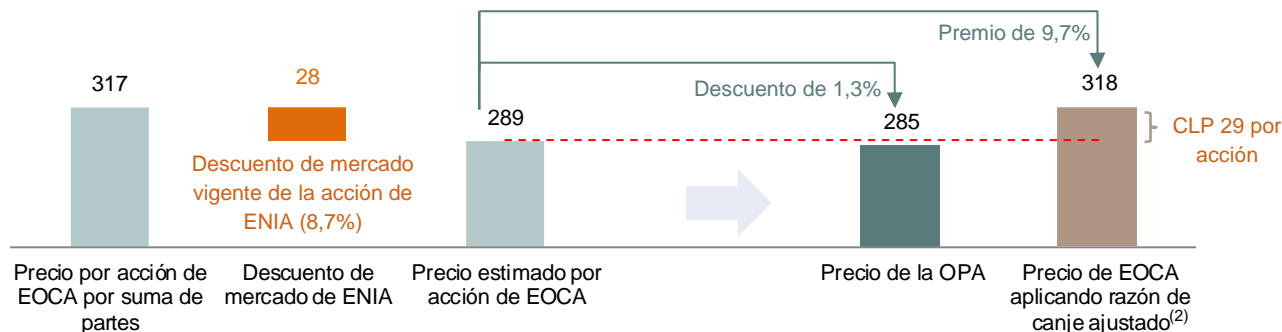 Premio de 9,7%
317
28
Descuento de 1,3%
318
289
285
CLP 29 por
acción
Descuento de mercado
vigente de la acción de
ENIA (8,7%)
Precio por acción de
EOCA por suma de
partes
Descuento de
mercado de ENIA
Precio estimado por
acción de EOCA
Precio de la OPA
Precio de EOCA
aplicando razón de
canje ajustado(2)